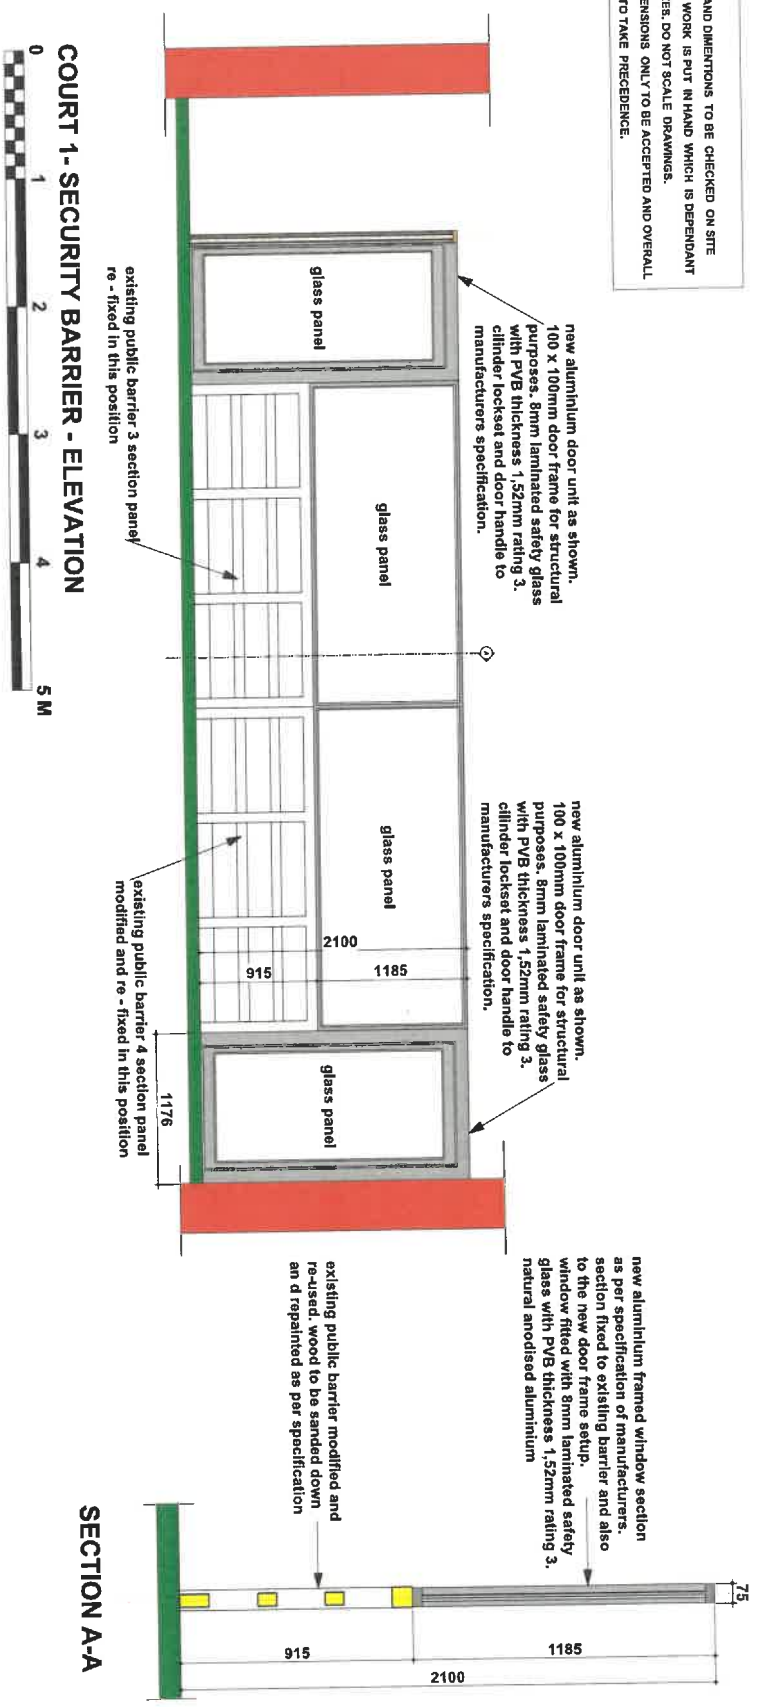 AND DIMENTIONS TO BE CHECKED ON SITE
WORK IS PUT IN HAND WHICH IS DEPENDANT
ES. DO NOT SCALE DRAWINGS.
ENSIONS ONLY TO BE ACCEPTED AND OVERALL
TO TAKE PRECEDENCE.
new aluminium door unit as shown.
100 x 100mm door frame for structural
purposes. 8mm laminated safety glass
with PVB thickness 1,52mm rating 3.
cilinder lockset and door handle to
manufacturers specification.
new aluminium door unit as shown.
100 x 100mm door frame for structural
purposes. 8mm laminated safety glass
with PVB thickness 1,52mm rating 3.
cilinder lockset and door handle to
manufacturers specification.
glass panel
glass panel
glass panel
glass panel
2100
915
1185
1176
existing public barrier 3 section panel
re - fixed in this position
existing public barrier 4 section panel
modified and re - fixed in this position
COURT 1- SECURITY BARRIER - ELEVATION
0
1
2
3
4
5 M
new aluminium framed window section
as per specification of manufacturers.
section fixed to existing barrier and also
to the new door frame setup.
window fitted with 8mm laminated safety
glass with PVB thickness 1,52mm rating 3.
natural anodised aluminium
existing public barrier modified and
re-used. wood to be sanded down
an d repainted as per specification
75
1185
915
2100
SECTION A-A